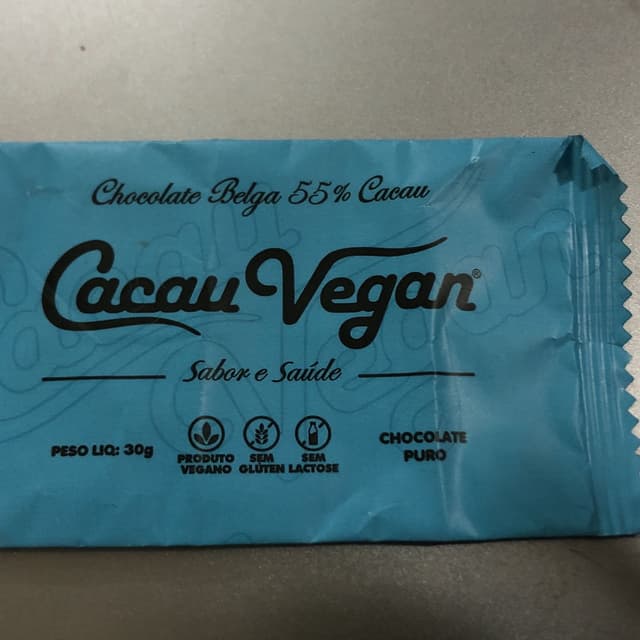 Chocolate Belga 55% Cacau
Cacau Vegan®
Sabor e Saúde
PESO LIQ: 30g
PRODUTO VEGANO
SEM GLÚTEN
SEM LACTOSE
CHOCOLATE
PURO